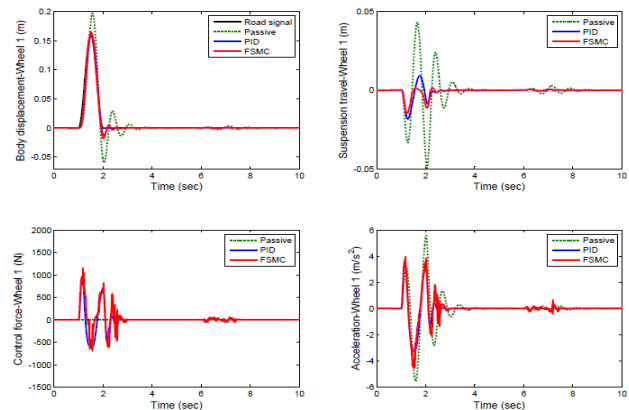 Body displacement-Wheel 1 (m)
0.2
0.15
0.1
0.05
0
-0.05
0 2 4 6 8 10
Time (sec)
Road signal
Passive
PID
FSMC
Suspension travel-Wheel 1 (m)
0.05
0
-0.05
0 2 4 6 8 10
Time (sec)
Passive
PID
FSMC
Control force-Wheel 1 (N)
2000
1500
1000
500
0
-500
-1000
-1500
0 2 4 6 8 10
Time (sec)
Passive
PID
FSMC
Acceleration-Wheel 1 (m/s²)
6
4
2
0
-2
-4
-6
0 2 4 6 8 10
Time (sec)
Passive
PID
FSMC